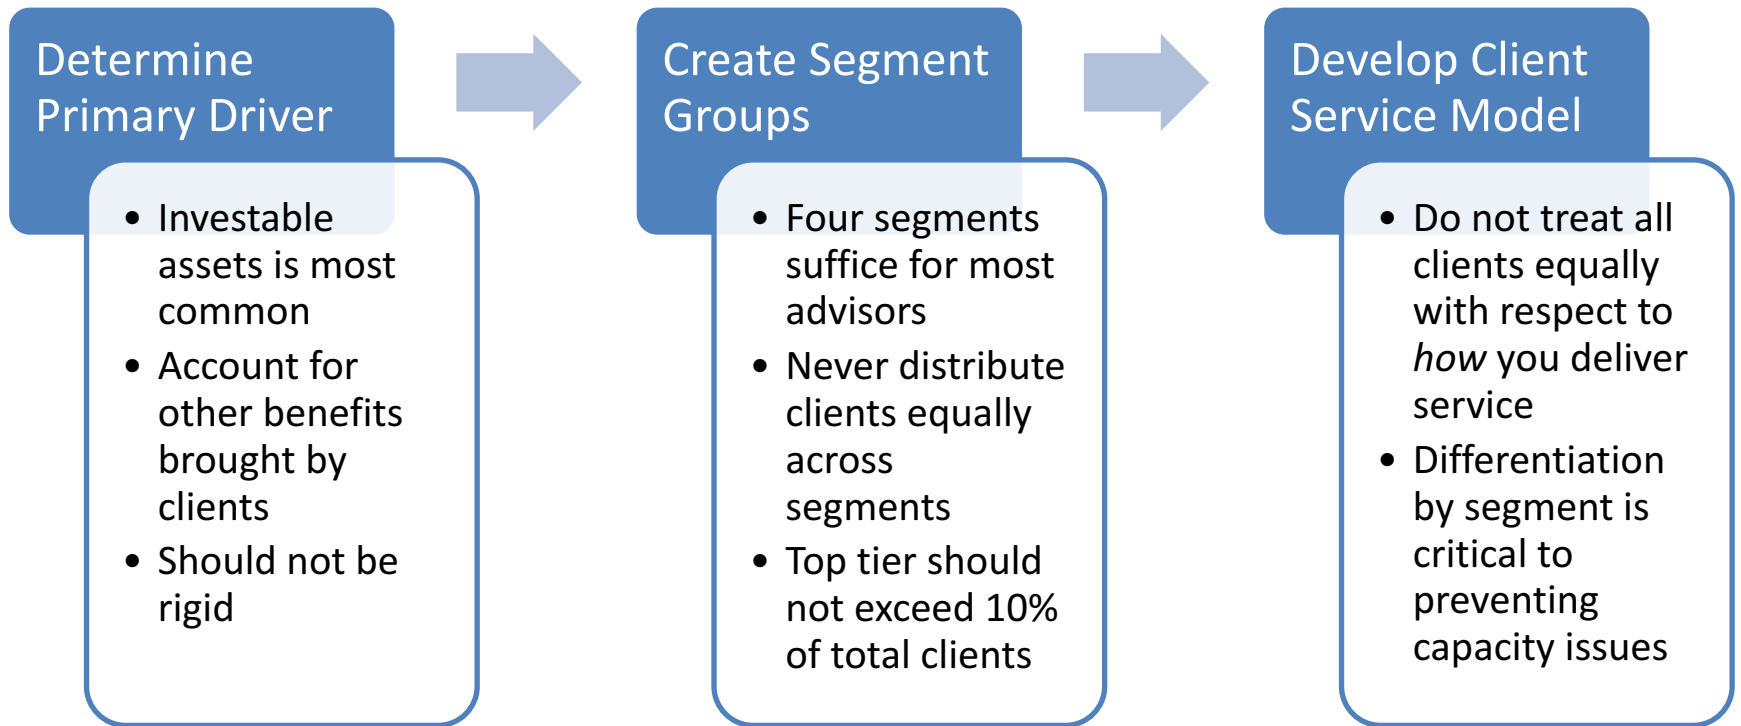 Determine
Primary Driver
• Investable
assets is most
common
• Account for
other benefits
brought by
clients
• Should not be
rigid
Create Segment
Groups
• Four segments
suffice for most
advisors
• Never distribute
clients equally
across
segments
• Top tier should
not exceed 10%
of total clients
Develop Client
Service Model
• Do not treat all
clients equally
with respect to
how you deliver
service
• Differentiation
by segment is
critical to
preventing
capacity issues